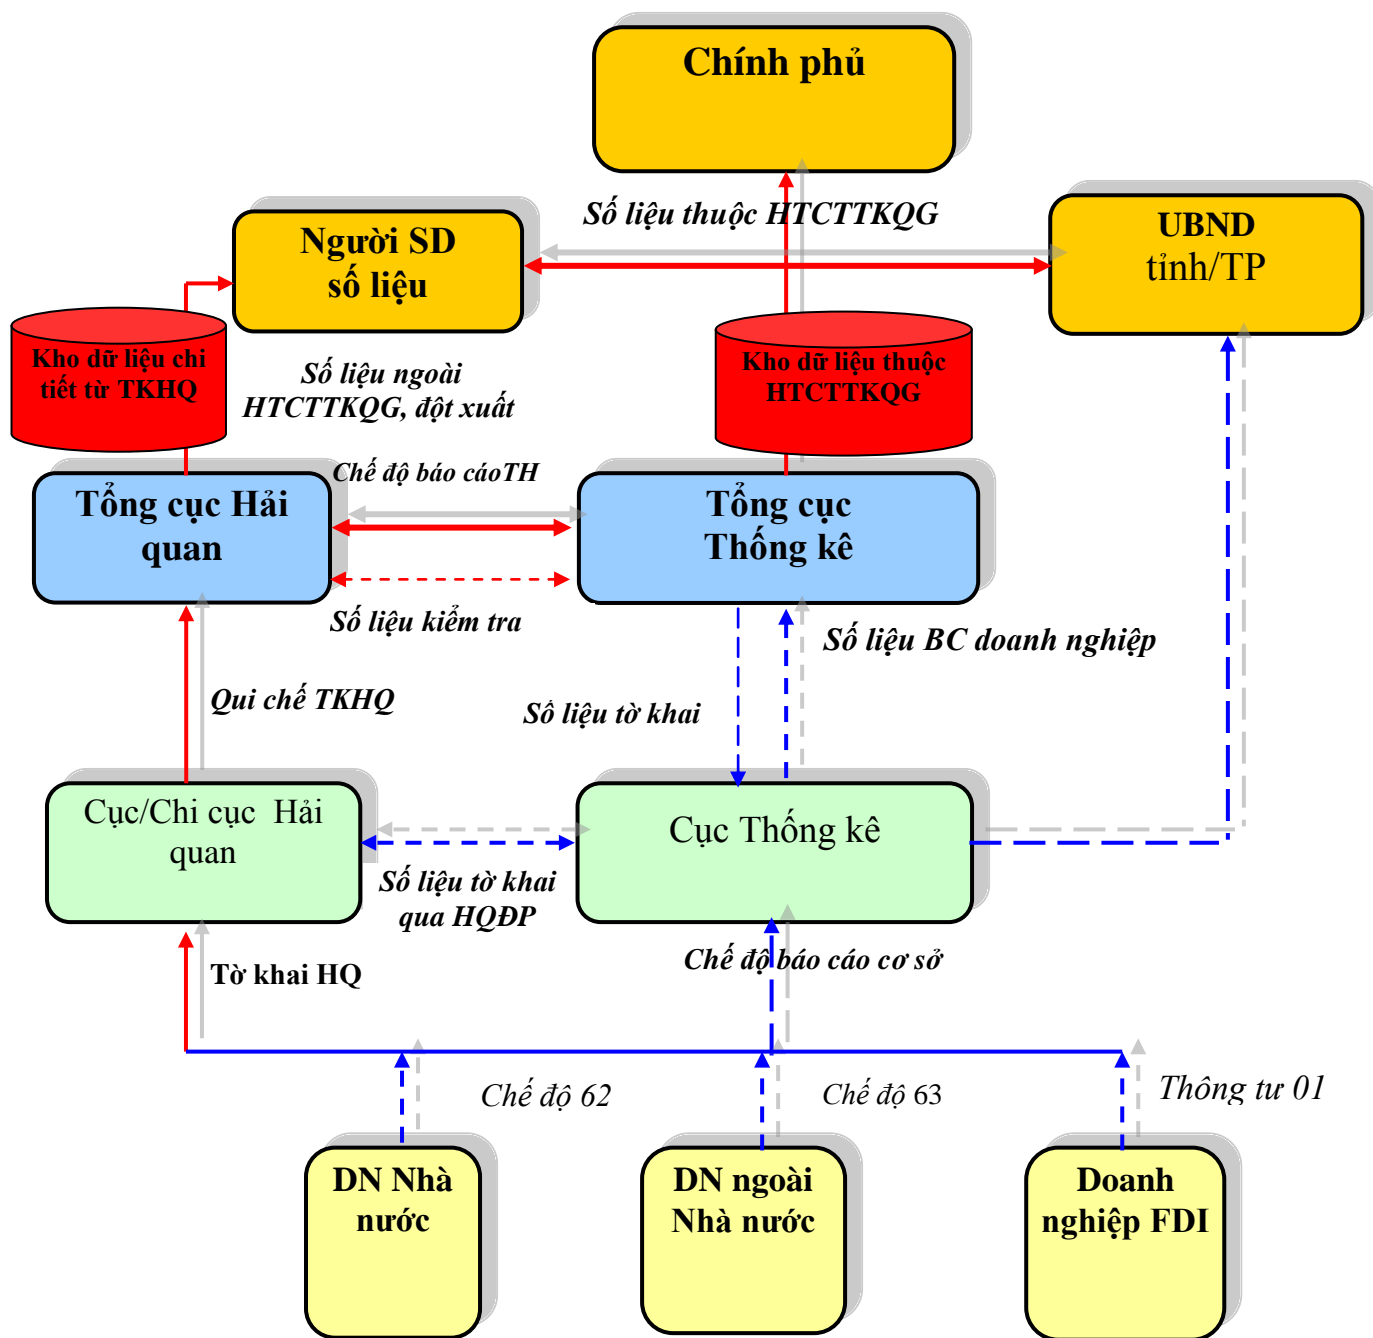 Chính phủ
Số liệu thuộc HTCTTKQG
Người SD
số liệu
UBND
tỉnh/TP
Kho dữ liệu chi
tiết từ TKHQ
Số liệu ngoài
HTCTTKQG, đột xuất
Kho dữ liệu thuộc
HTCTTKQG
Chế độ báo cáoTH
Tổng cục Hải
quan
Tổng cục
Thống kê
Số liệu kiểm tra
Số liệu BC doanh nghiệp
Qui chế TKHQ
Số liệu tờ khai
Cục/Chi cục Hải
quan
Cục Thống kê
Số liệu tờ khai
qua HQĐP
Chế độ báo cáo cơ sở
Tờ khai HQ
Chế độ 62
Chế độ 63
Thông tư 01
DN Nhà
nước
DN ngoài
Nhà nước
Doanh
nghiệp FDI